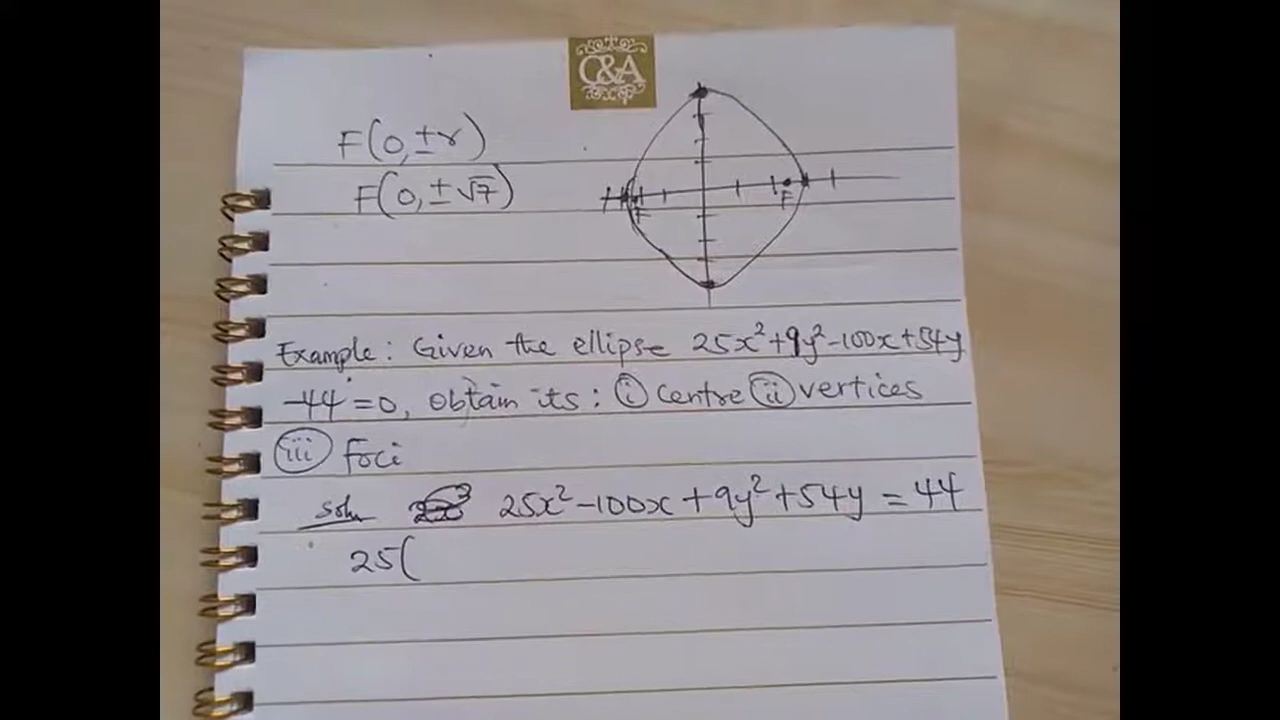 C&A
F(0, ±r)
F(0, ±√7)
F
F
Example: Given the ellipse 25x²+9y²-100x+54y
-44=0, obtain its: (i) centre (ii) vertices
(iii) foci
Soln 25x²-100x+9y²+54y=44
25(